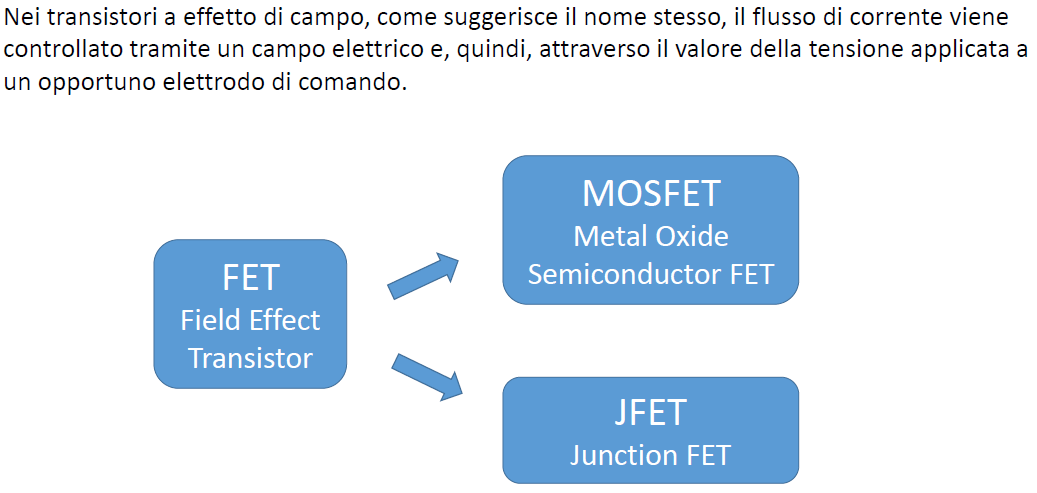 Nei transistori a effetto di campo, come suggerisce il nome stesso, il flusso di corrente viene
controllato tramite un campo elettrico e, quindi, attraverso il valore della tensione applicata a
un opportuno elettrodo di comando.
FET
Field Effect
Transistor
MOSFET
Metal Oxide
Semiconductor FET
JFET
Junction FET